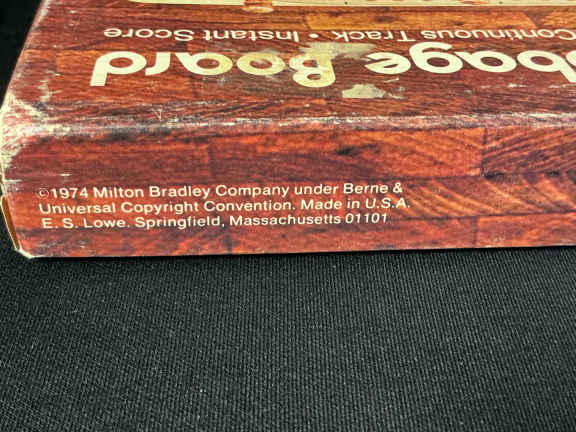 Continuous Track • Instant Score
bbage Board
©1974 Milton Bradley Company under Berne &
Universal Copyright Convention. Made in U.S.A.
E. S. Lowe. Springfield, Massachusetts 01101